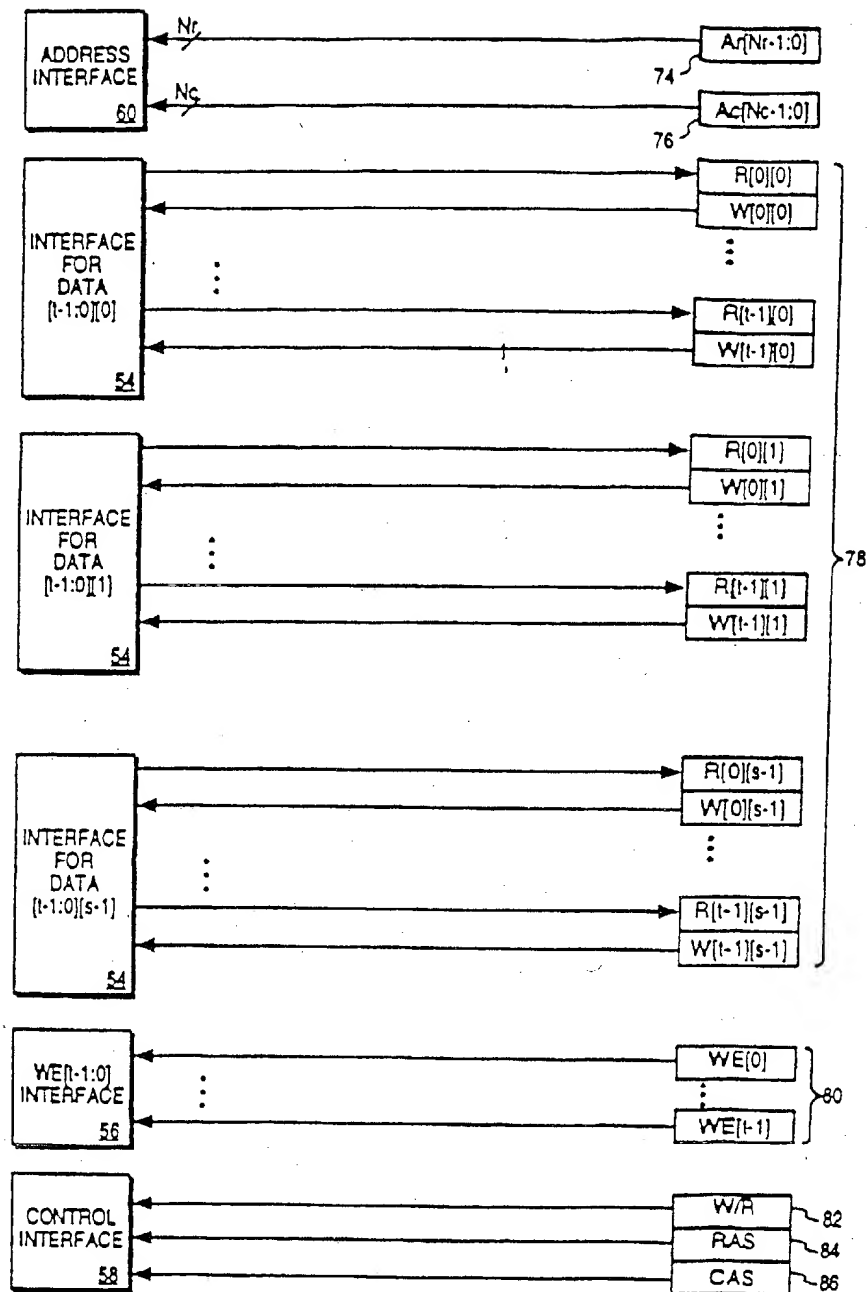 ADDRESS
INTERFACE
60
Nr
Nc
Ar[Nr-1:0]
74
Ac[Nc-1:0]
76
INTERFACE
FOR
DATA
[t-1:0][0]
54
R[0][0]
W[0][0]
R[t-1][0]
W[t-1][0]
INTERFACE
FOR
DATA
[t-1:0][1]
54
R[0][1]
W[0][1]
R[t-1][1]
W[t-1][1]
78
INTERFACE
FOR
DATA
[t-1:0][s-1]
54
R[0][s-1]
W[0][s-1]
R[t-1][s-1]
W[t-1][s-1]
WE[t-1:0]
INTERFACE
56
WE[0]
WE[t-1]
80
CONTROL
INTERFACE
58
W/R
82
RAS
84
CAS
86